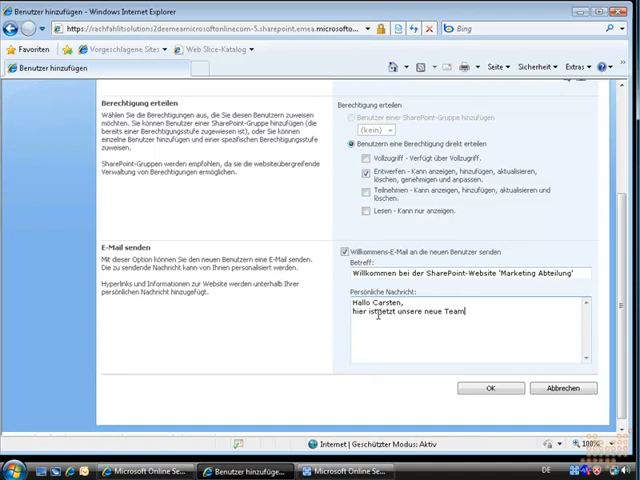 Benutzer hinzufügen - Windows Internet Explorer
https://rachfahlitsolutions2deemeamicrosoftonlinecom-5.sharepoint.emea.microsofto...
Bing
Favoriten
Vorgeschlagene Sites
Web Slice-Katalog
Benutzer hinzufügen
Seite
Sicherheit
Extras
Berechtigung erteilen
Wählen Sie die Berechtigungen aus, die Sie diesen Benutzern zuweisen
möchten. Sie können Benutzer einer SharePoint-Gruppe hinzufügen (die
bereits einer Berechtigungsstufe zugewiesen ist), oder Sie können
einzelne Benutzer hinzufügen und einer spezifischen Berechtigungsstufe
zuweisen.
SharePoint-Gruppen werden empfohlen, da sie die websiteübergreifende
Verwaltung von Berechtigungen ermöglichen.
Berechtigung erteilen
Benutzer einer SharePoint-Gruppe hinzufügen
(kein)
Benutzern eine Berechtigung direkt erteilen
Vollzugriff - Verfügt über Vollzugriff.
Entwerfen - Kann anzeigen, hinzufügen, aktualisieren,
löschen, genehmigen und anpassen.
Teilnehmen - Kann anzeigen, hinzufügen, aktualisieren und
löschen.
Lesen - Kann nur anzeigen.
E-Mail senden
Mit dieser Option können Sie den neuen Benutzern eine E-Mail senden.
Die zu sendende Nachricht kann von Ihnen personalisiert werden.
Hyperlinks und Informationen zur Website werden unterhalb Ihrer
persönlichen Nachricht hinzugefügt.
Willkommens-E-Mail an die neuen Benutzer senden
Betreff:
Willkommen bei der SharePoint-Website 'Marketing Abteilung'
Persönliche Nachricht:
Hallo Carsten,
hier ist jetzt unsere neue Team
OK
Abbrechen
Internet | Geschützter Modus: Aktiv
100%
Microsoft Online Se...
Benutzer hinzufüge...
Microsoft Online Se...
DE